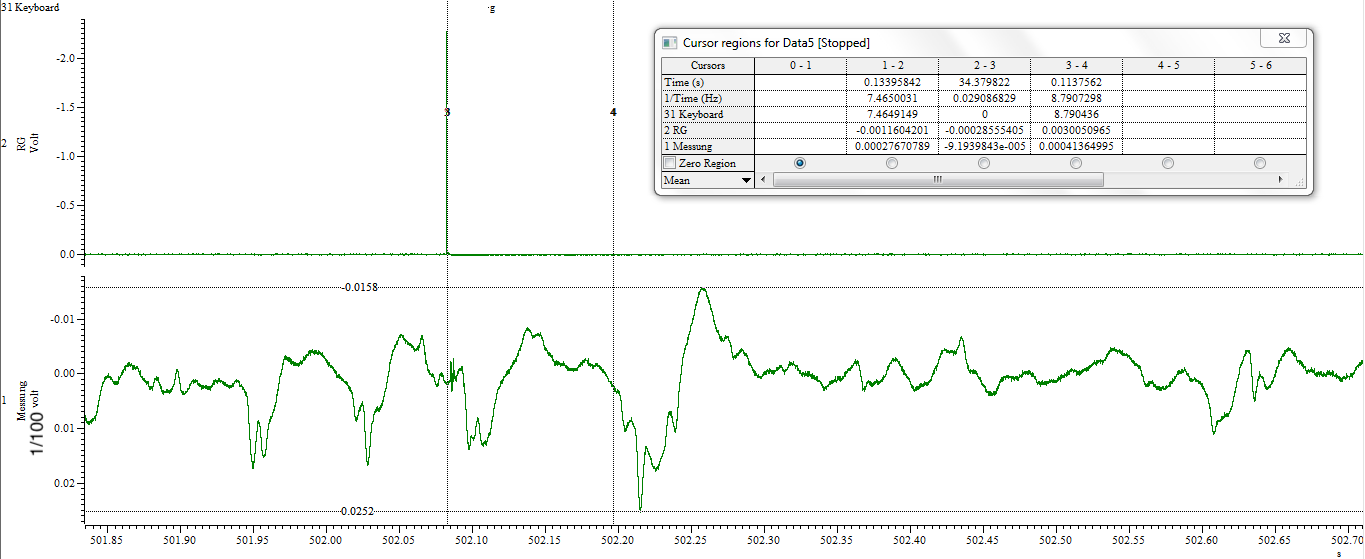 31 Keyboard
g
Cursor regions for Data5 [Stopped]
Cursors 0 - 1 1 - 2 2 - 3 3 - 4 4 - 5 5 - 6
Time (s) 0.13395842 34.379822 0.1137562
1/Time (Hz) 7.4650031 0.029086829 8.7907298
31 Keyboard 7.4649149 0 8.790436
2 RG -0.0011604201 -0.00028555405 0.0030050965
1 Messung 0.00027670789 -9.1939843e-005 0.00041364995
Zero Region
Mean
-2.0
-1.5
3 4
2 RG Volt
-1.0
-0.5
0.0
-0.0158
-0.01
0.00
1 Messung volt
1/100
0.01
0.02
0.0252
501.85 501.90 501.95 502.00 502.05 502.10 502.15 502.20 502.25 502.30 502.35 502.40 502.45 502.50 502.55 502.60 502.65 502.70
s